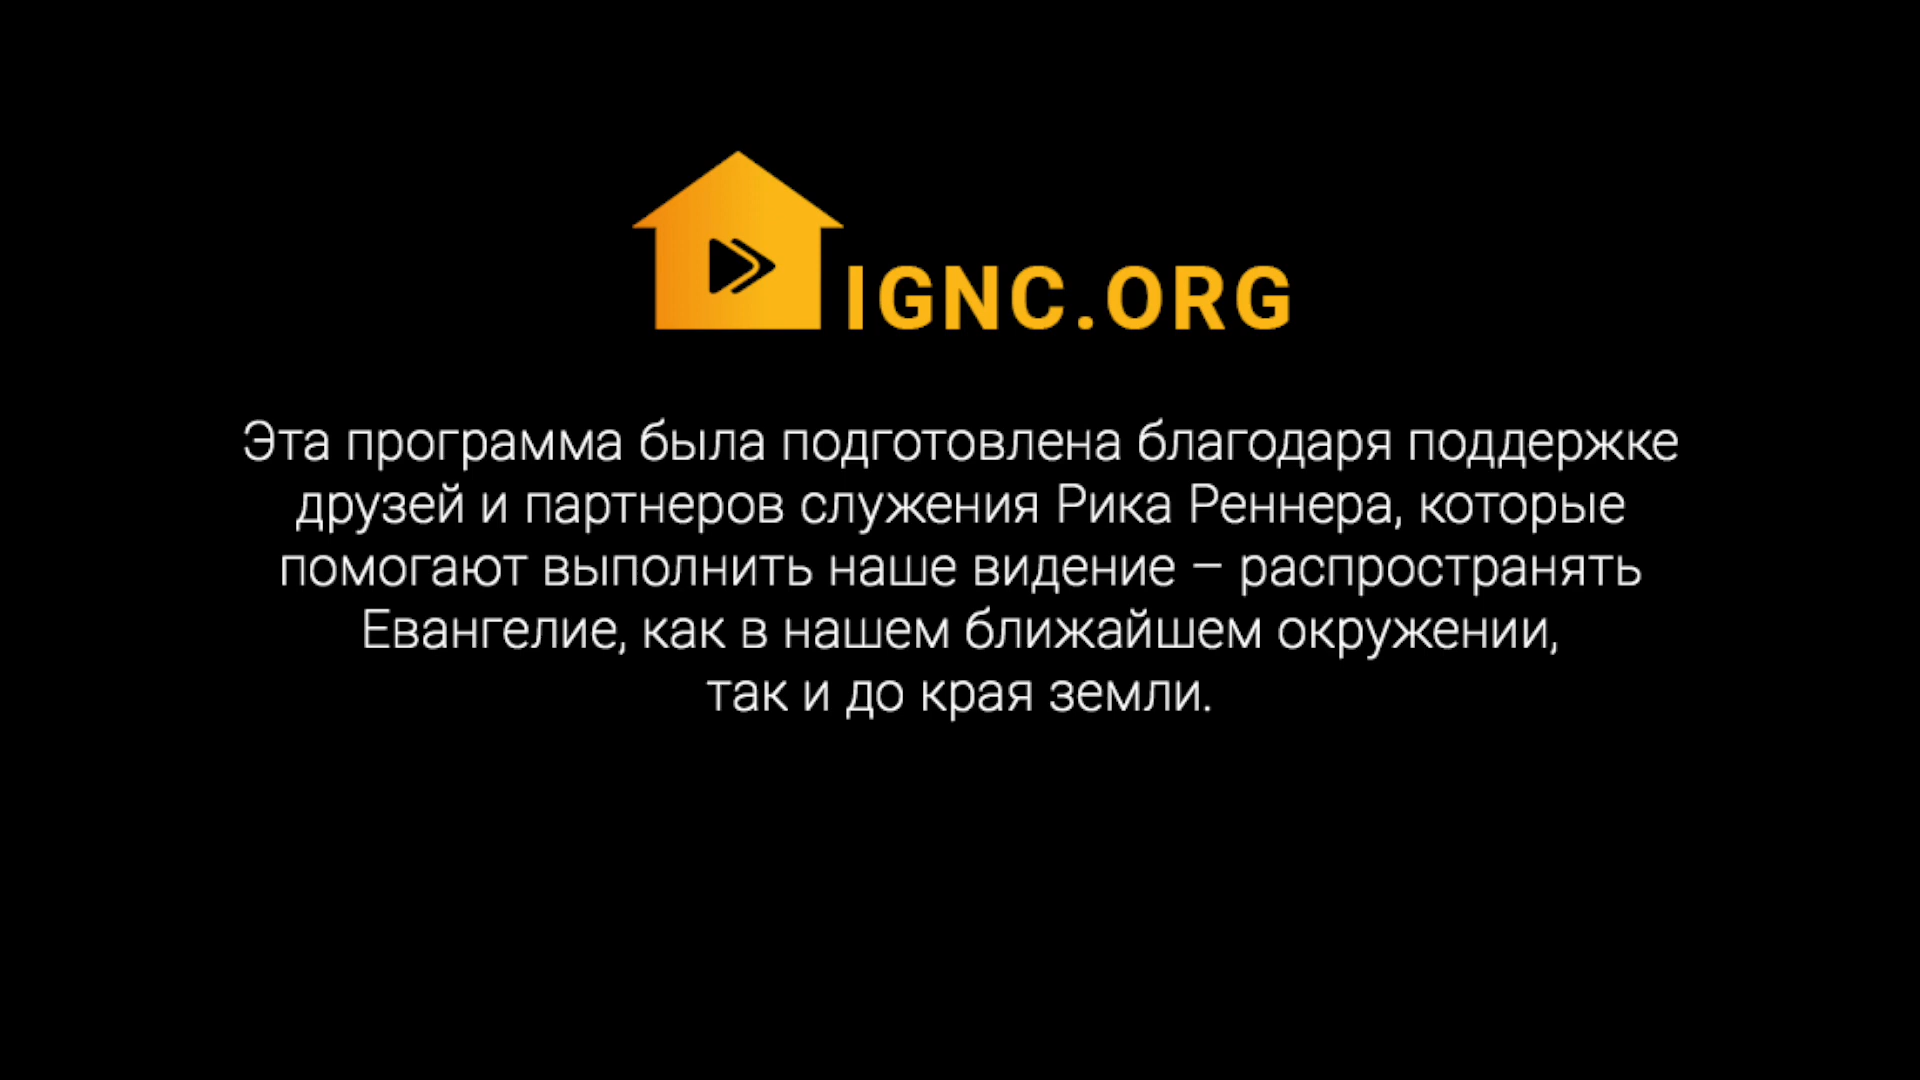 IGNC.ORG
Эта программа была подготовлена благодаря поддержке
друзей и партнеров служения Рика Реннера, которые
помогают выполнить наше видение – распространять
Евангелие, как в нашем ближайшем окружении,
так и до края земли.